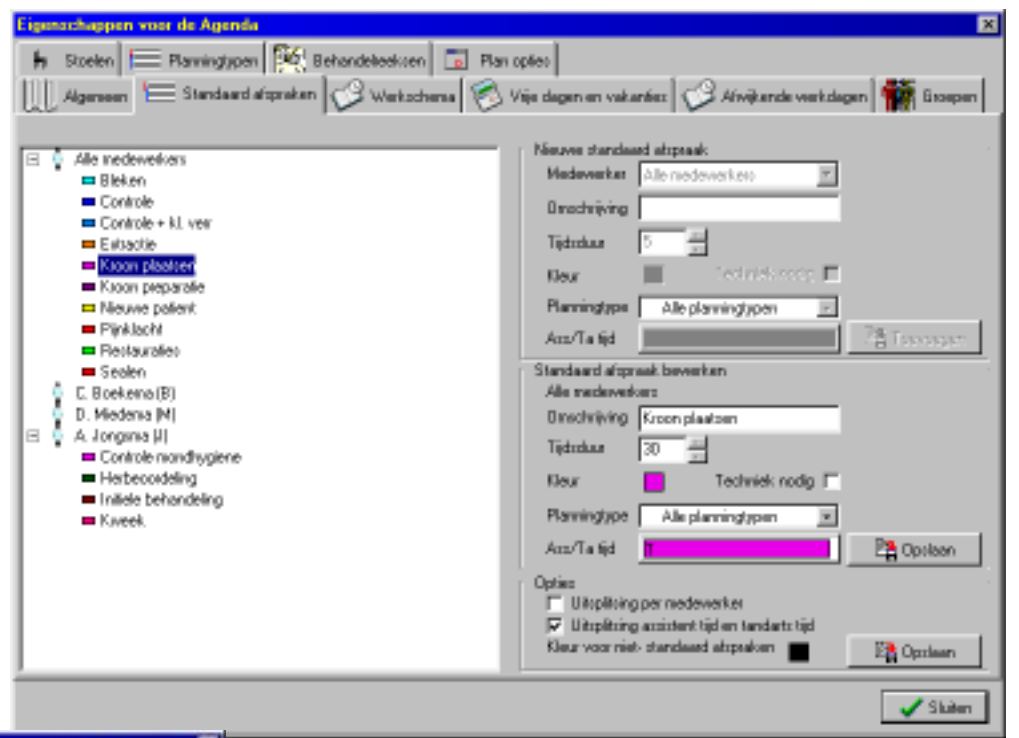 Eigenschappen voor de Agenda
Stoelen Planningtypen Behandelreeksen Plan opties
Algemeen Standaard afspraken Werkschema Vrije dagen en vakanties Afwijkende werkdagen Groepen
Alle medewerkers
Bleken
Controle
Controle + kl. verr
Extractie
Kroon plaatsen
Kroon preparatie
Nieuwe patient
Pijnklacht
Restauraties
Sealen
C. Boekema (B)
D. Miedema (M)
A. Jongsma (J)
Controle mondhygiene
Herbeoordeling
Initiele behandeling
Kweek
Nieuwe standaard afspraak
Medewerker Alle medewerkers
Omschrijving
Tijdsduur 5
Kleur Techniek nodig
Planningtype Alle planningtypen
Ass/Ta tijd Toevoegen
Standaard afspraak bewerken
Alle medewerkers
Omschrijving Kroon plaatsen
Tijdsduur 30
Kleur Techniek nodig
Planningtype Alle planningtypen
Ass/Ta tijd T Opslaan
Opties
Uitsplitsing per medewerker
Uitsplitsing assistent tijd en tandarts tijd
Kleur voor niet- standaard afspraken Opslaan
Sluiten